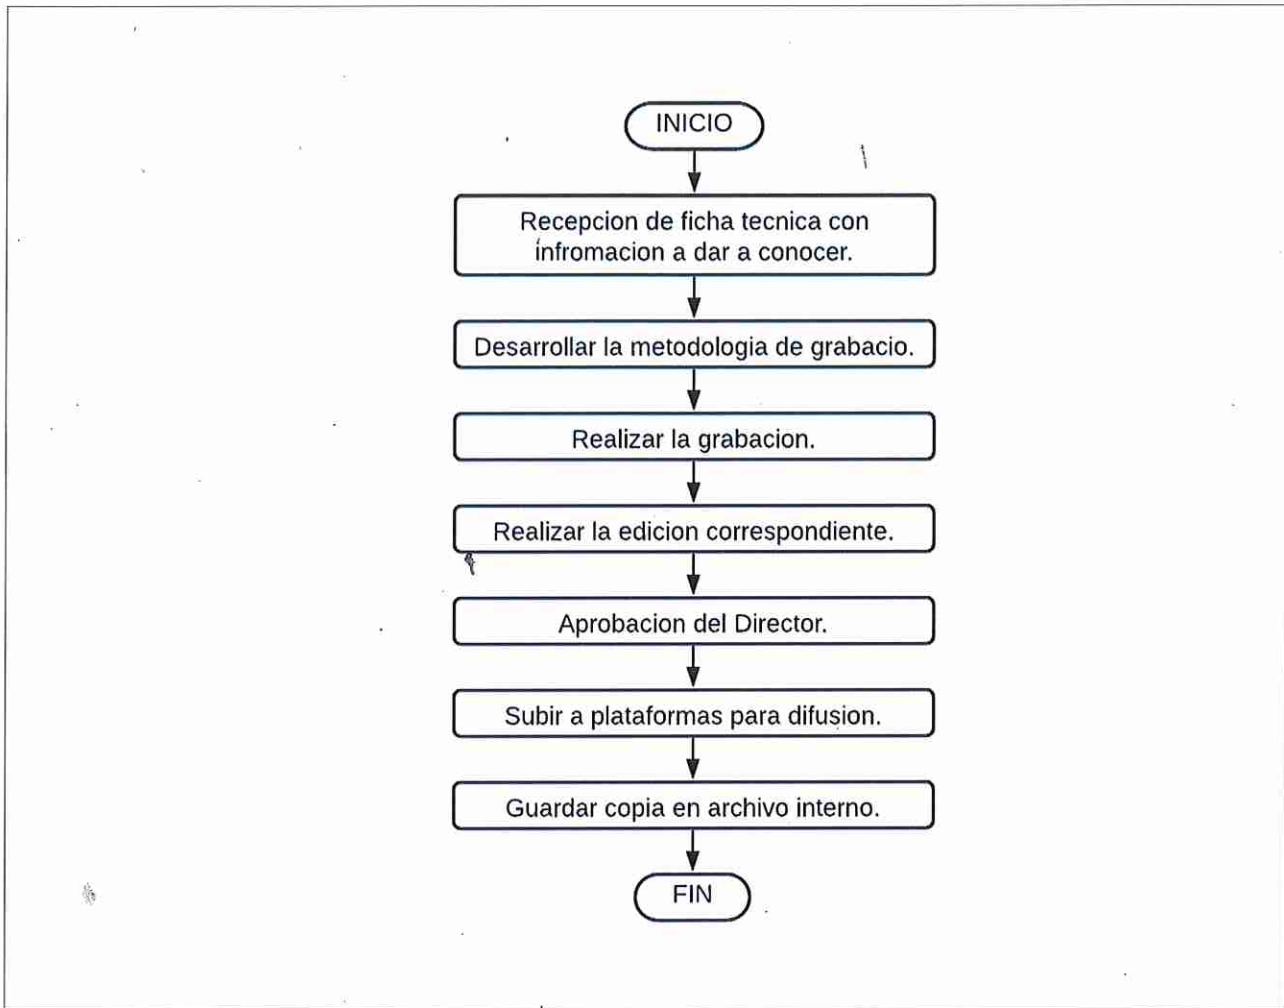 INICIO
Recepcion de ficha tecnica con
infromacion a dar a conocer.
Desarrollar la metodologia de grabacio.
Realizar la grabacion.
Realizar la edicion correspondiente.
Aprobacion del Director.
Subir a plataformas para difusion.
Guardar copia en archivo interno.
FIN